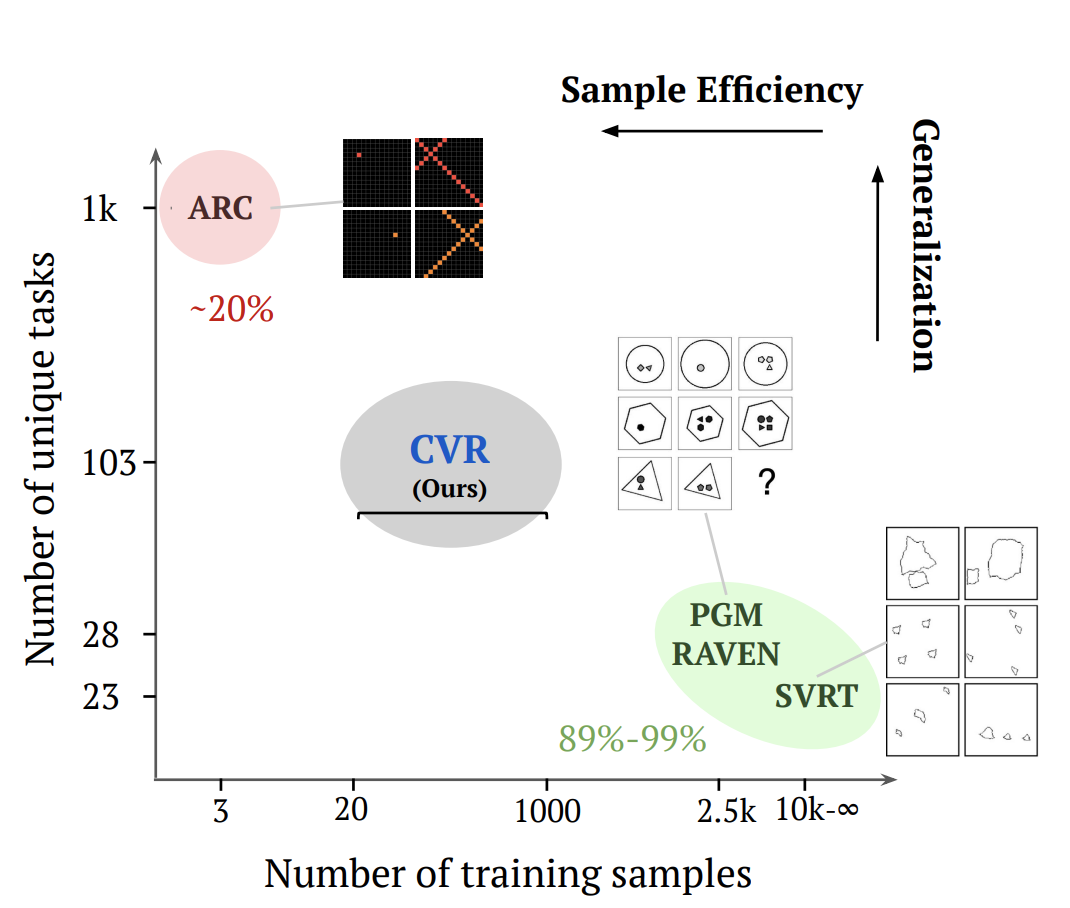 Sample Efficiency
Generalization
1k
ARC
~20%
Number of unique tasks
103
CVR
(Ours)
?
28
PGM
RAVEN
23
SVRT
89%-99%
3
20
1000
2.5k
10k-∞
Number of training samples